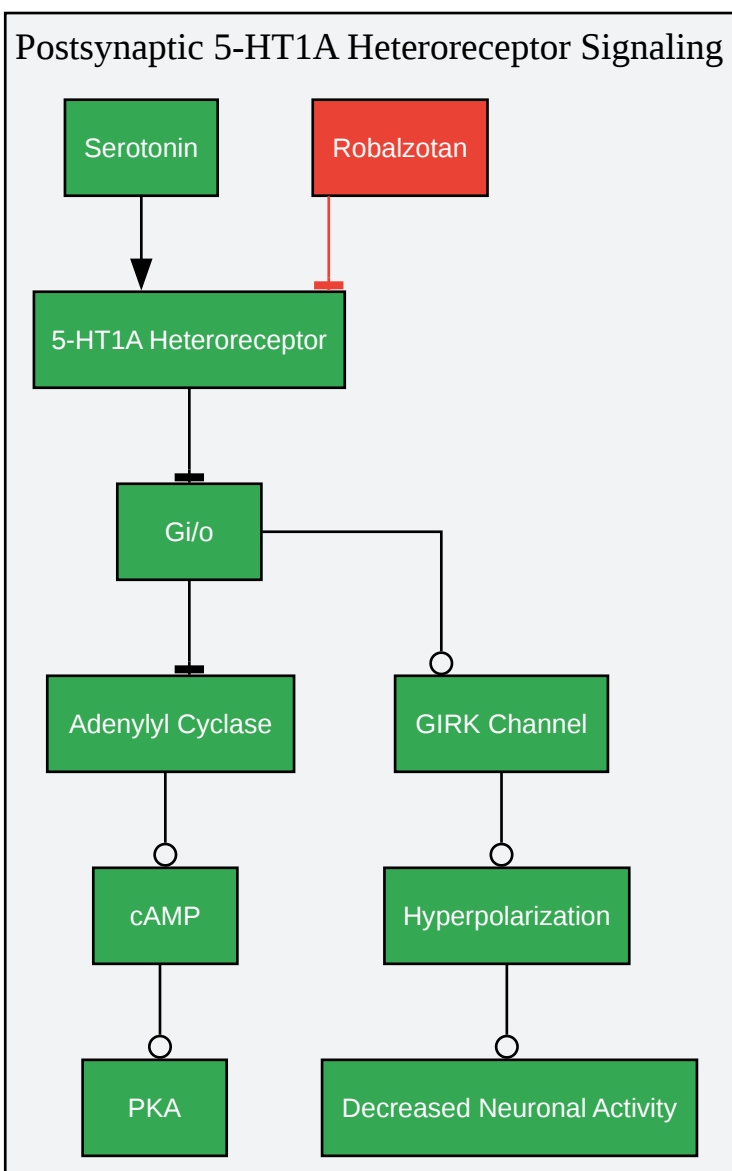 Postsynaptic 5-HT1A Heteroreceptor Signaling
Serotonin
Robalzotan
5-HT1A Heteroreceptor
Gi/o
Adenylyl Cyclase
GIRK Channel
cAMP
Hyperpolarization
PKA
Decreased Neuronal Activity